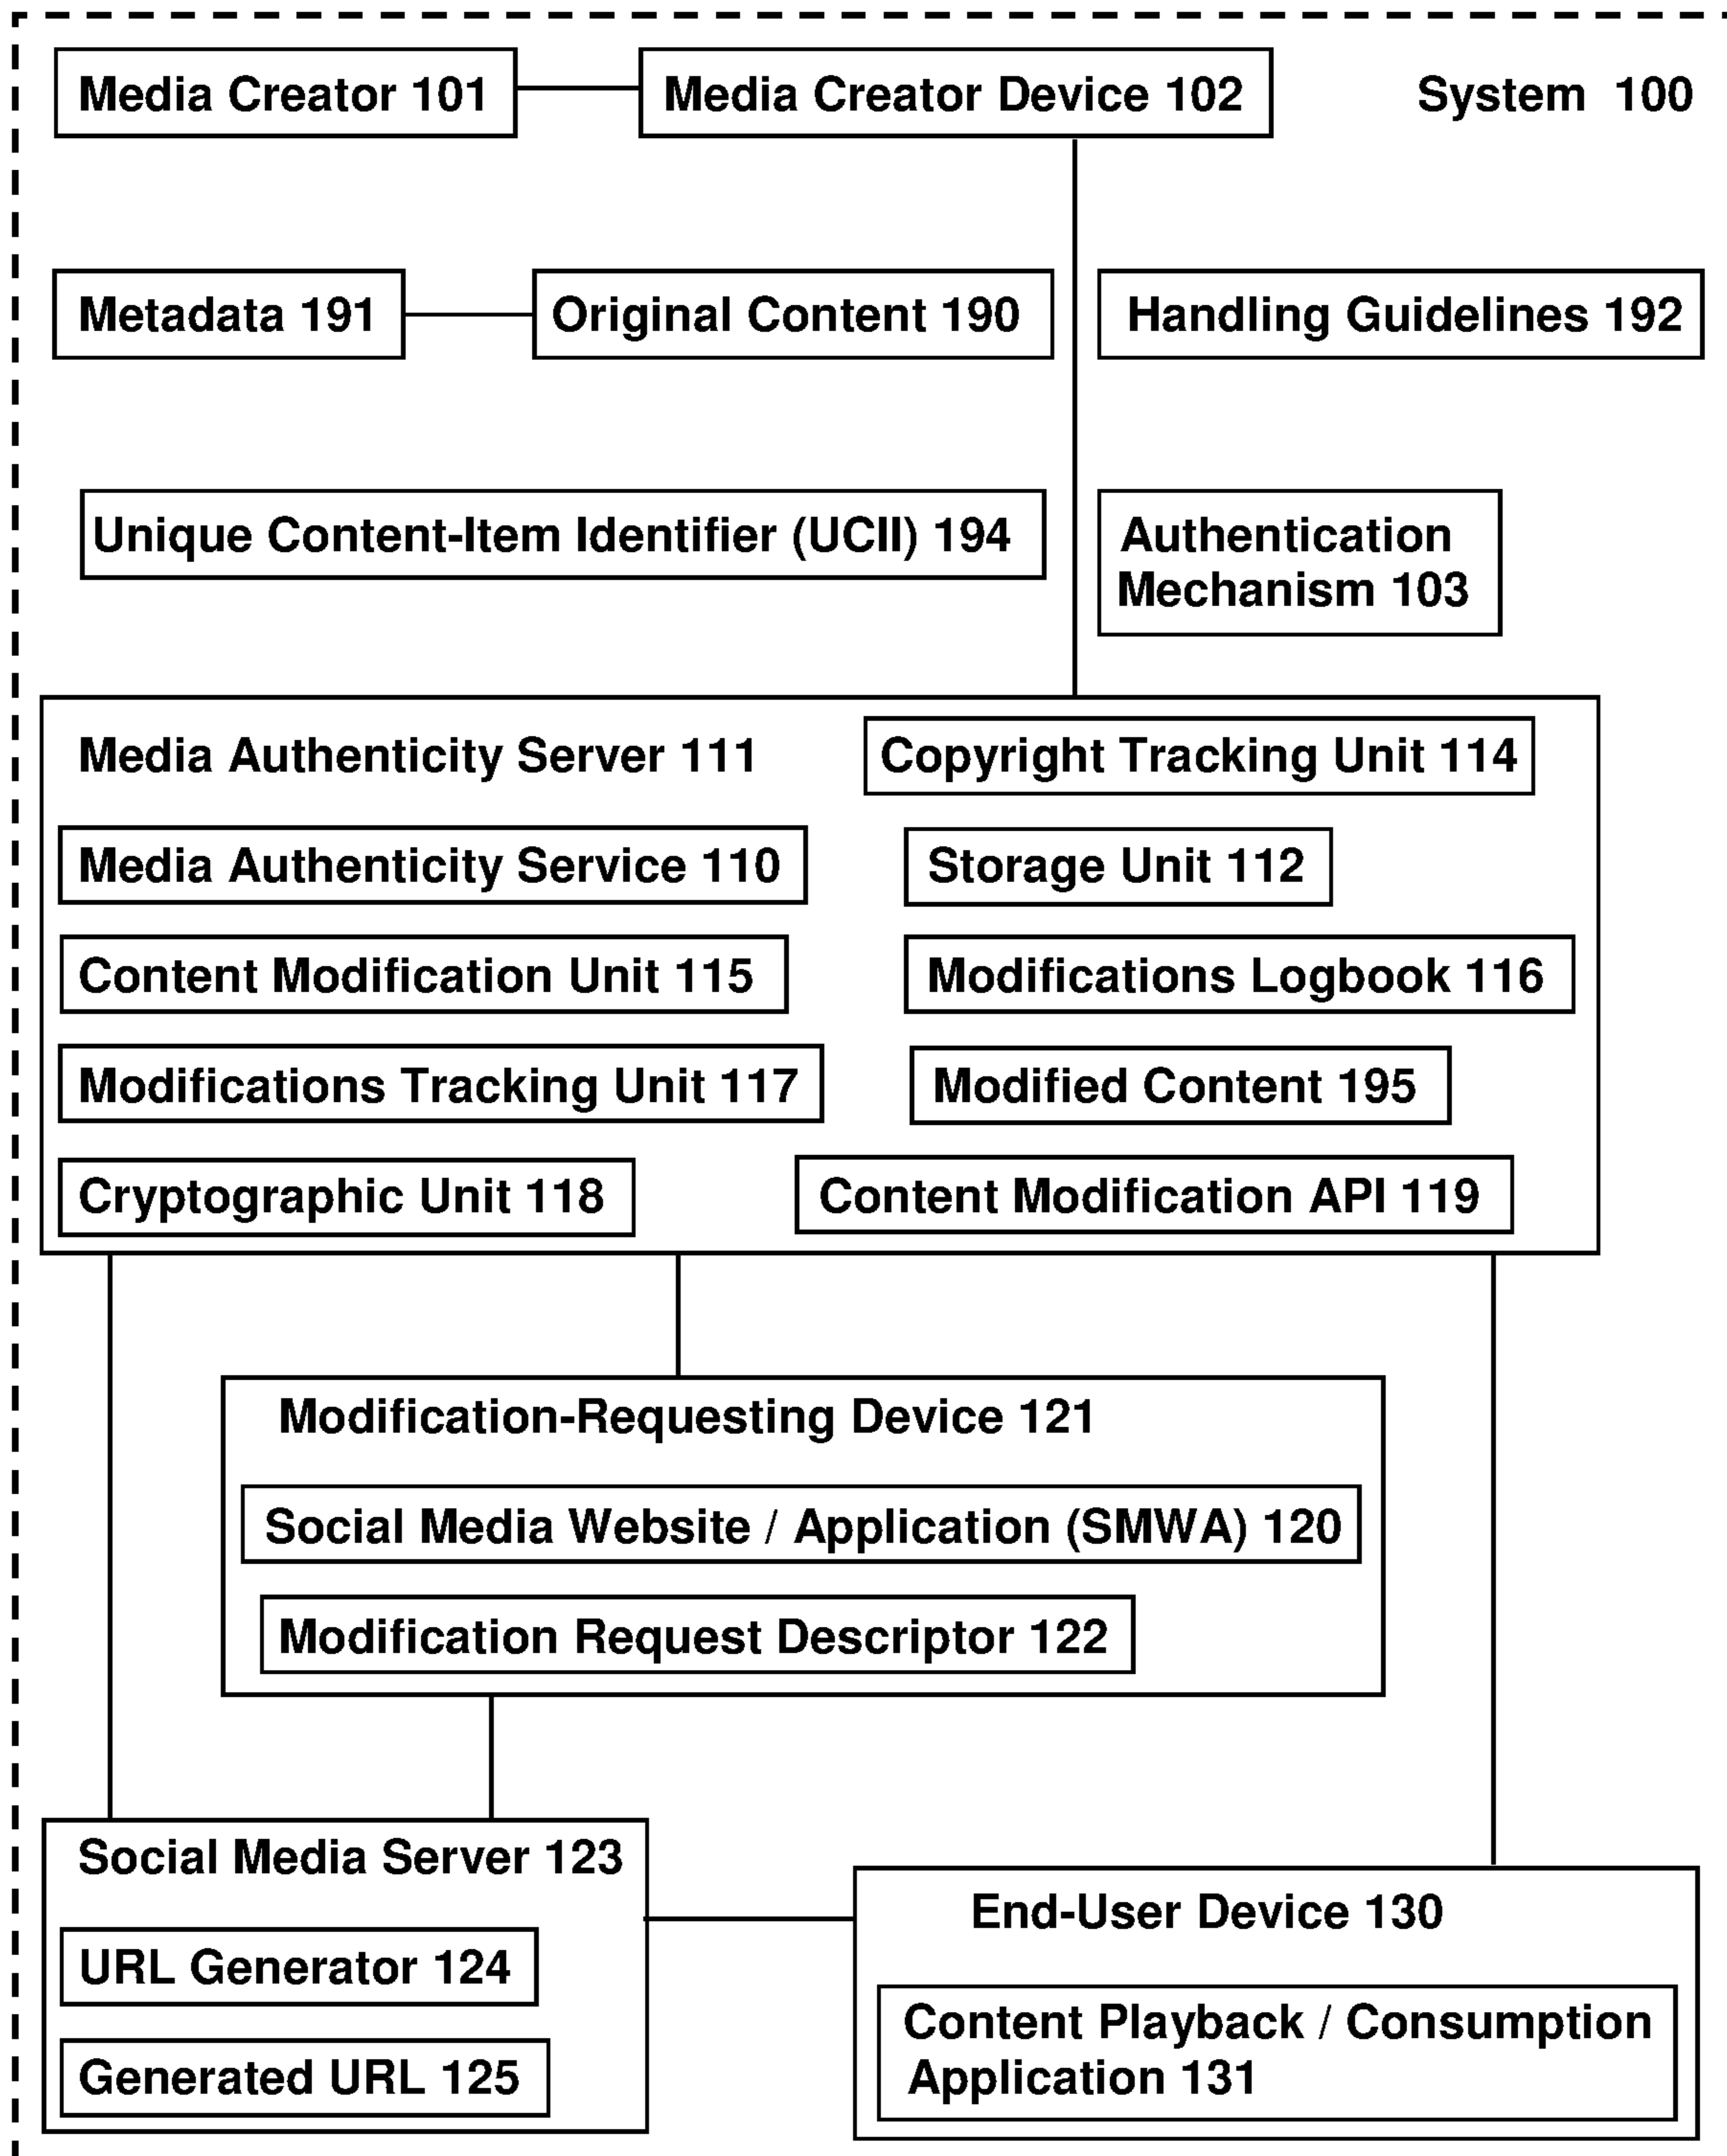 Media Creator 101
Media Creator Device 102
System 100
Metadata 191
Original Content 190
Handling Guidelines 192
Unique Content-Item Identifier (UCII) 194
Authentication
Mechanism 103
Media Authenticity Server 111
Copyright Tracking Unit 114
Media Authenticity Service 110
Storage Unit 112
Content Modification Unit 115
Modifications Logbook 116
Modifications Tracking Unit 117
Modified Content 195
Cryptographic Unit 118
Content Modification API 119
Modification-Requesting Device 121
Social Media Website / Application (SMWA) 120
Modification Request Descriptor 122
Social Media Server 123
URL Generator 124
Generated URL 125
End-User Device 130
Content Playback / Consumption
Application 131